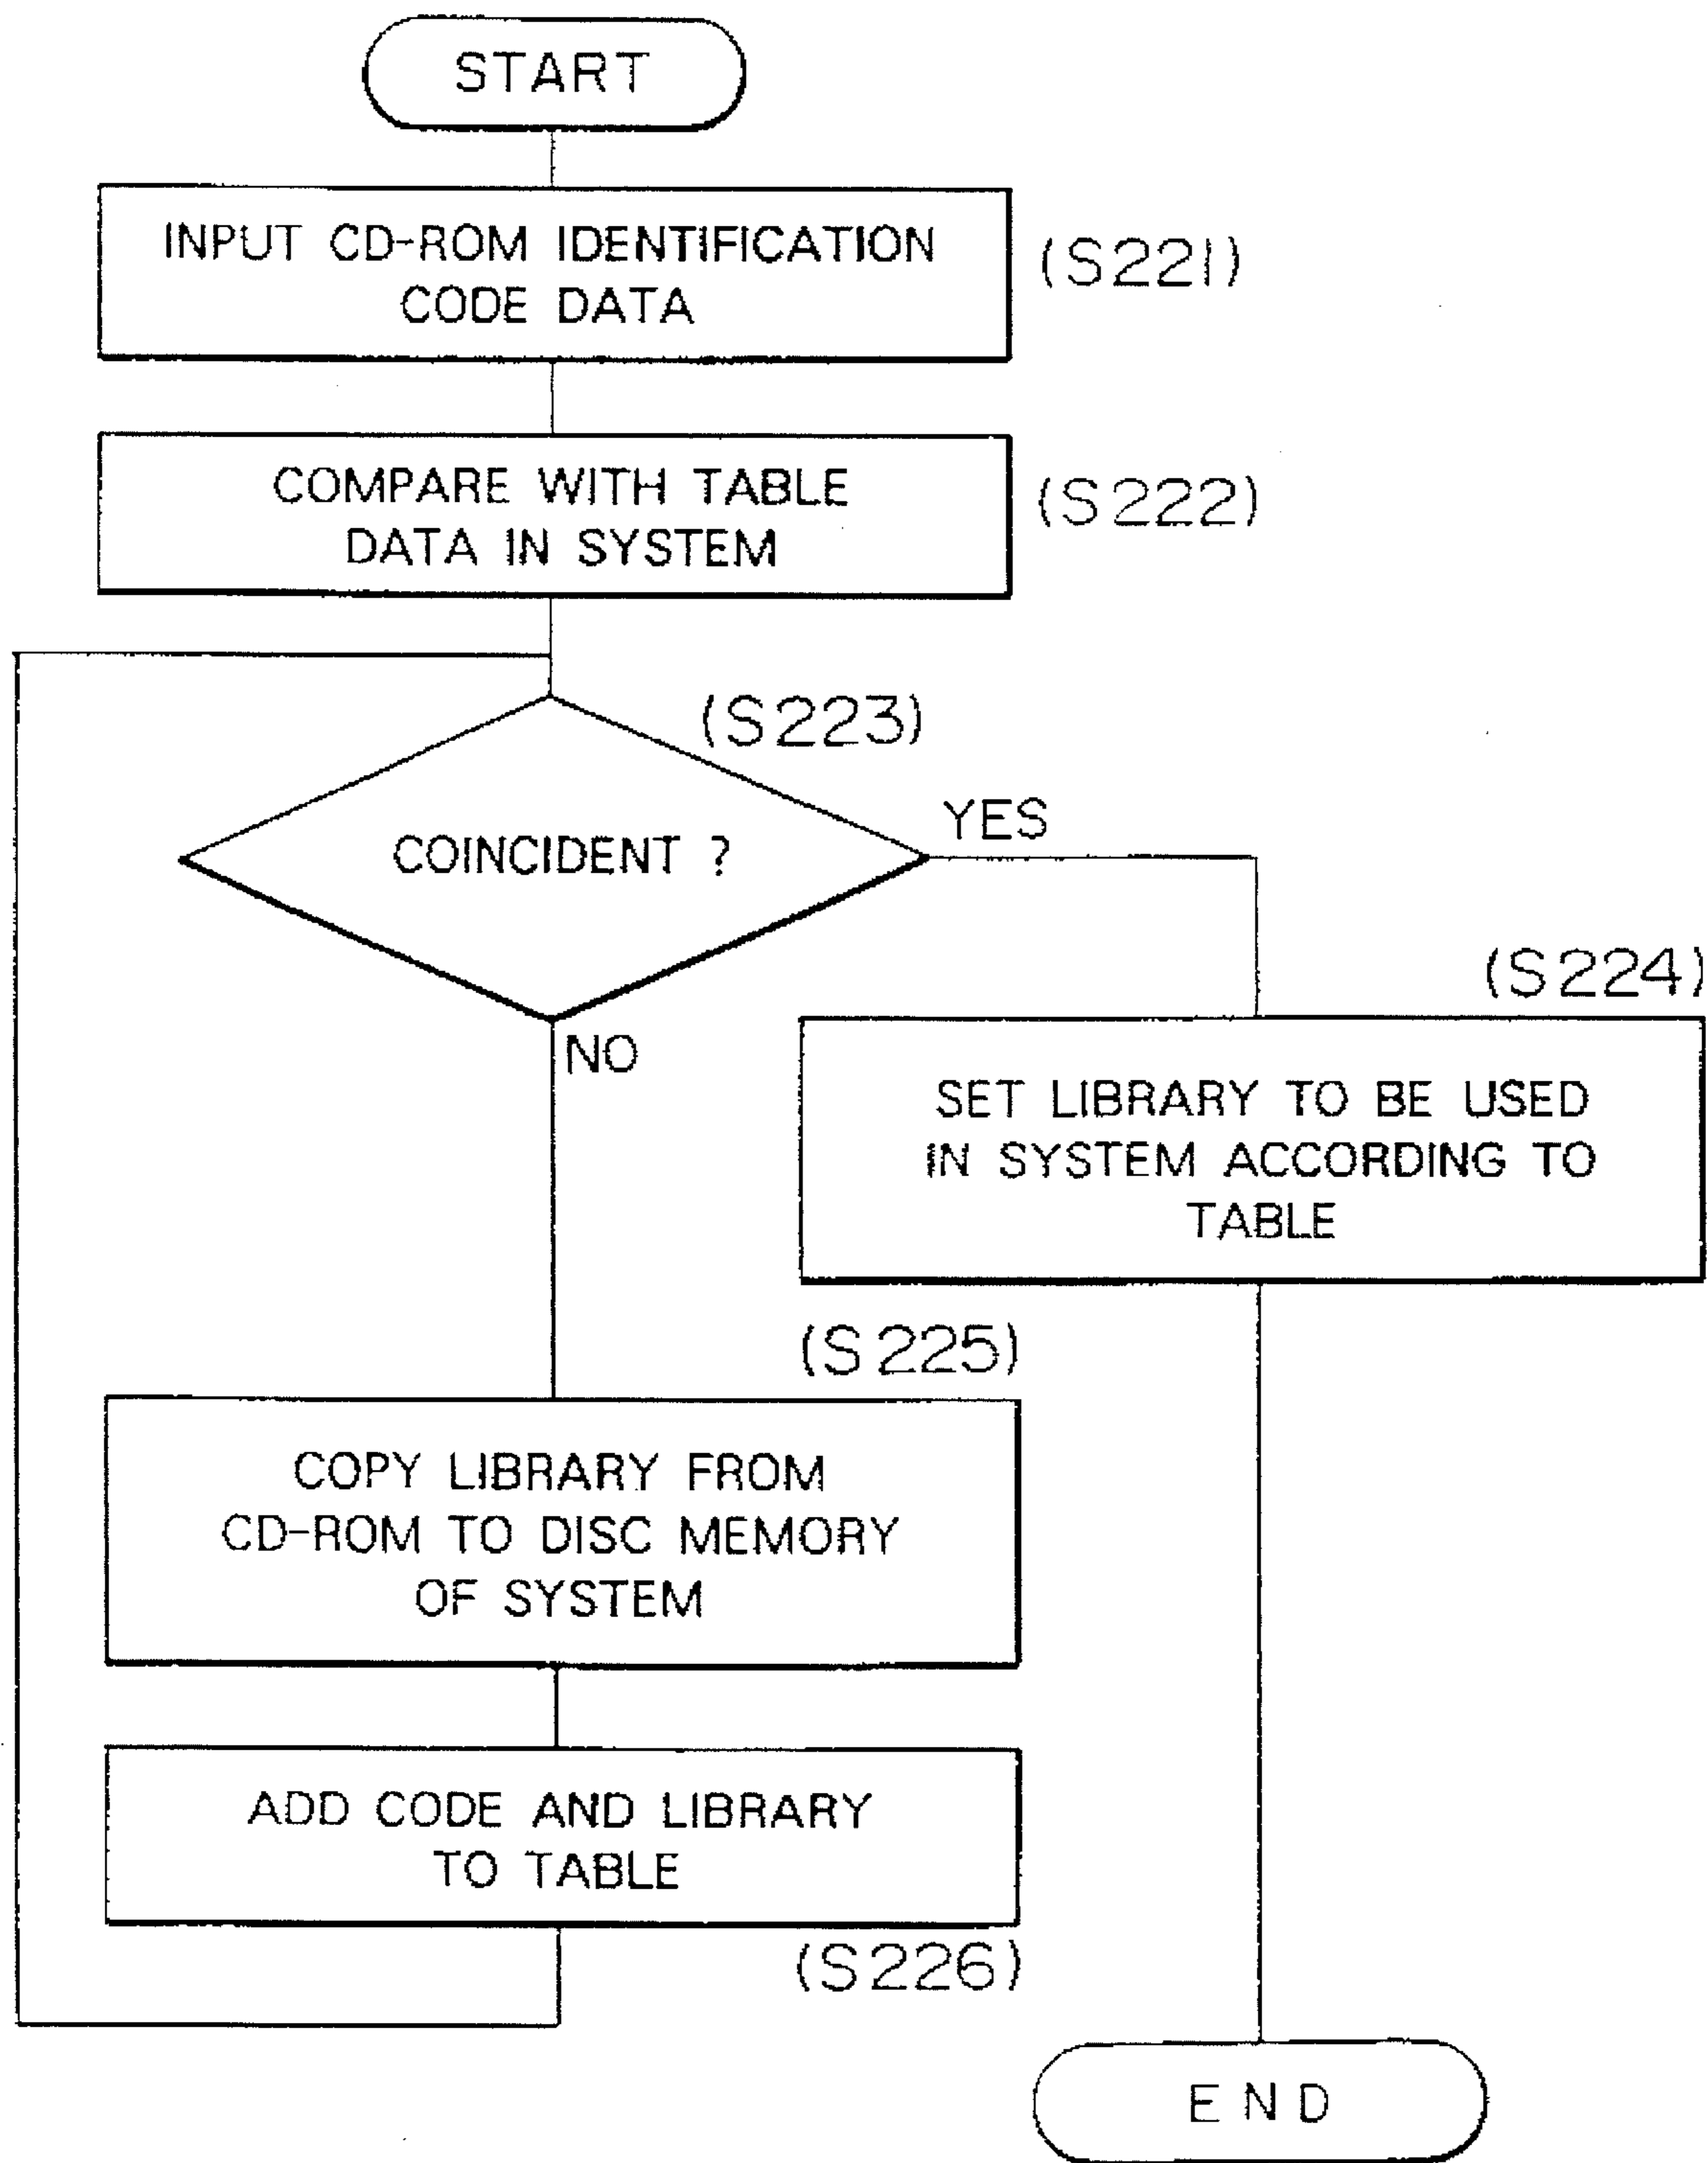 START
INPUT CD-ROM IDENTIFICATION
CODE DATA
(S221)
COMPARE WITH TABLE
DATA IN SYSTEM
(S222)
(S223)
COINCIDENT ?
YES
NO
(S224)
SET LIBRARY TO BE USED
IN SYSTEM ACCORDING TO
TABLE
(S225)
COPY LIBRARY FROM
CD-ROM TO DISC MEMORY
OF SYSTEM
ADD CODE AND LIBRARY
TO TABLE
(S226)
END